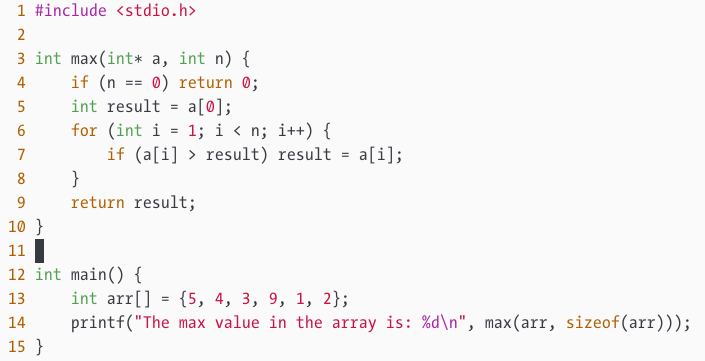 1 #include <stdio.h>
2
3 int max(int* a, int n) {
4     if (n == 0) return 0;
5     int result = a[0];
6     for (int i = 1; i < n; i++) {
7         if (a[i] > result) result = a[i];
8     }
9     return result;
10 }
11
12 int main() {
13     int arr[] = {5, 4, 3, 9, 1, 2};
14     printf("The max value in the array is: %d\n", max(arr, sizeof(arr)));
15 }